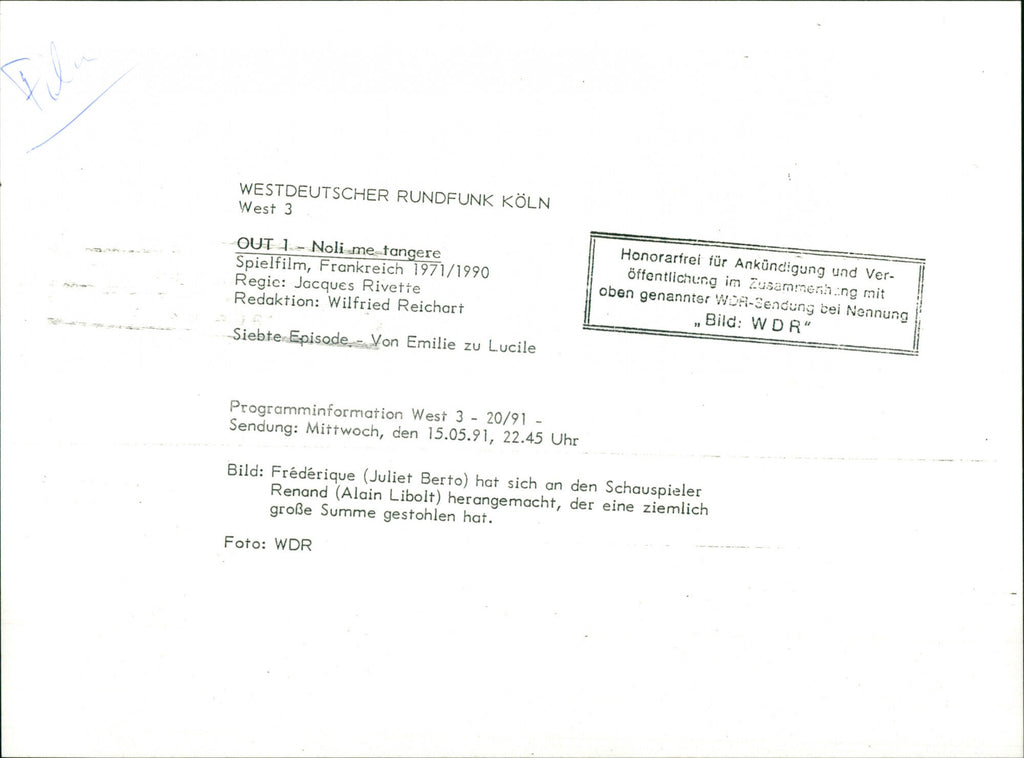 Film
WESTDEUTSCHER RUNDFUNK KÖLN
West 3
OUT 1 - Noli me tangere
Spielfilm, Frankreich 1971/1990
Regie: Jacques Rivette
Redaktion: Wilfried Reichart
Siebte Episode - Von Emilie zu Lucile
Honorarfrei für Ankündigung und Ver-
öffentlichung im Zusammenhang mit
oben genannter WDR-Sendung bei Nennung
„Bild: WDR"
Programminformation West 3 - 20/91 -
Sendung: Mittwoch, den 15.05.91, 22.45 Uhr
Bild: Frédérique (Juliet Berto) hat sich an den Schauspieler
Renand (Alain Libolt) herangemacht, der eine ziemlich
große Summe gestohlen hat.
Foto: WDR